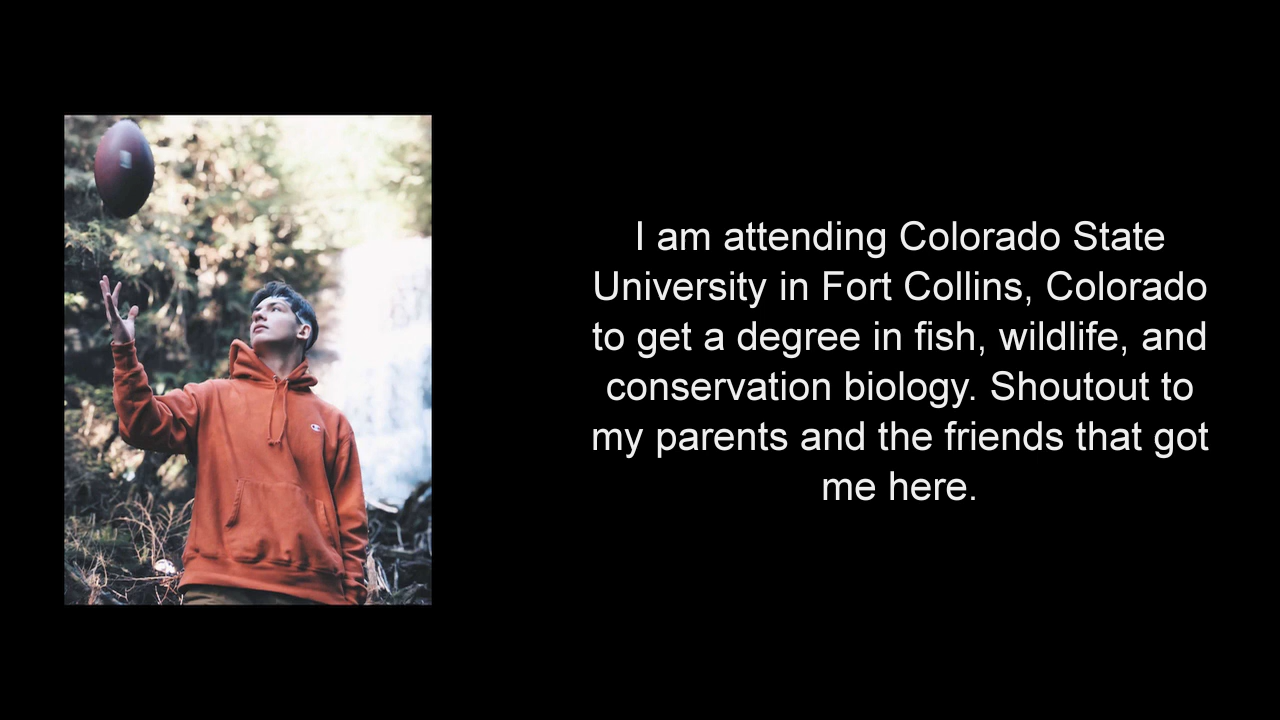 I am attending Colorado State
University in Fort Collins, Colorado
to get a degree in fish, wildlife, and
conservation biology. Shoutout to
my parents and the friends that got
me here.